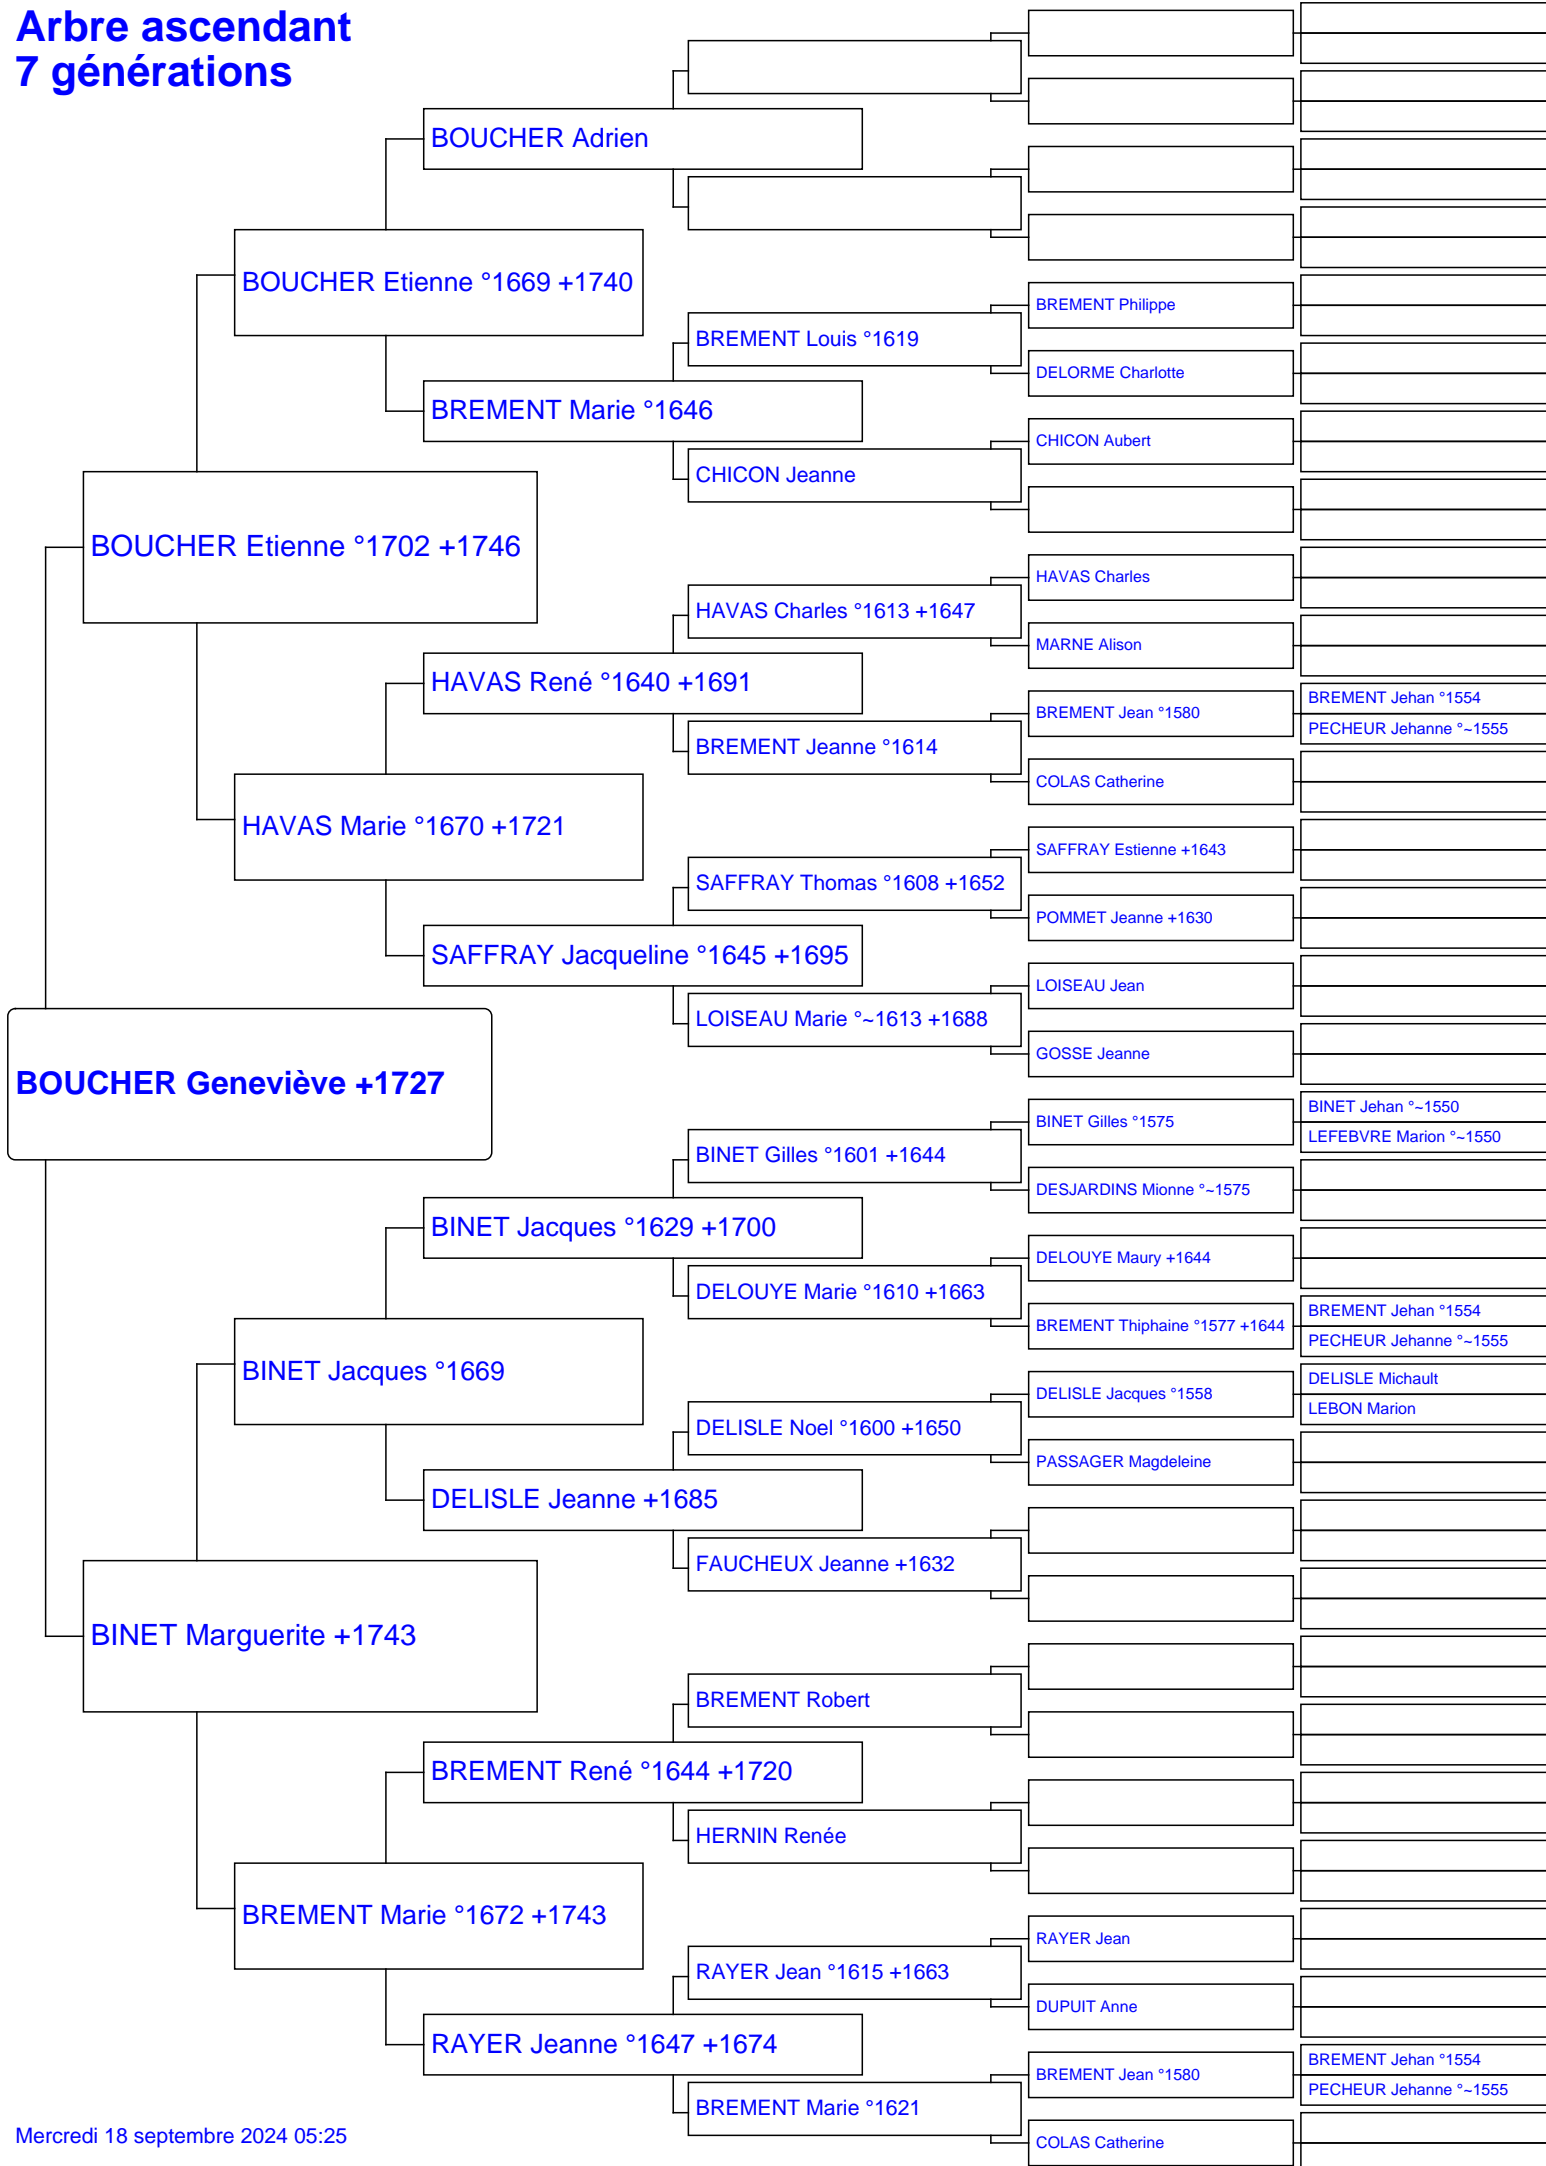 Arbre ascendant
7 générations
BOUCHER Adrien
BOUCHER Etienne °1669 +1740
BREMENT Philippe
BREMENT Louis °1619
DELORME Charlotte
BREMENT Marie °1646
CHICON Aubert
CHICON Jeanne
BOUCHER Etienne °1702 +1746
HAVAS Charles
HAVAS Charles °1613 +1647
MARNE Alison
HAVAS René °1640 +1691
BREMENT Jehan °1554
BREMENT Jean °1580
PECHEUR Jehanne °~1555
BREMENT Jeanne °1614
COLAS Catherine
HAVAS Marie °1670 +1721
SAFFRAY Estienne +1643
SAFFRAY Thomas °1608 +1652
POMMET Jeanne +1630
SAFFRAY Jacqueline °1645 +1695
LOISEAU Jean
LOISEAU Marie °~1613 +1688
GOSSE Jeanne
BOUCHER Geneviève +1727
BINET Jehan °~1550
BINET Gilles °1575
LEFEBVRE Marion °~1550
BINET Gilles °1601 +1644
DESJARDINS Mionne °~1575
BINET Jacques °1629 +1700
DELOUYE Maury +1644
DELOUYE Marie °1610 +1663
BREMENT Jehan °1554
BREMENT Thiphaine °1577 +1644
PECHEUR Jehanne °~1555
BINET Jacques °1669
DELISLE Michault
DELISLE Jacques °1558
LEBON Marion
DELISLE Noel °1600 +1650
PASSAGER Magdeleine
DELISLE Jeanne +1685
FAUCHEUX Jeanne +1632
BINET Marguerite +1743
BREMENT Robert
BREMENT René °1644 +1720
HERNIN Renée
BREMENT Marie °1672 +1743
RAYER Jean
RAYER Jean °1615 +1663
DUPUIT Anne
RAYER Jeanne °1647 +1674
BREMENT Jehan °1554
BREMENT Jean °1580
PECHEUR Jehanne °~1555
BREMENT Marie °1621
COLAS Catherine
Mercredi 18 septembre 2024 05:25